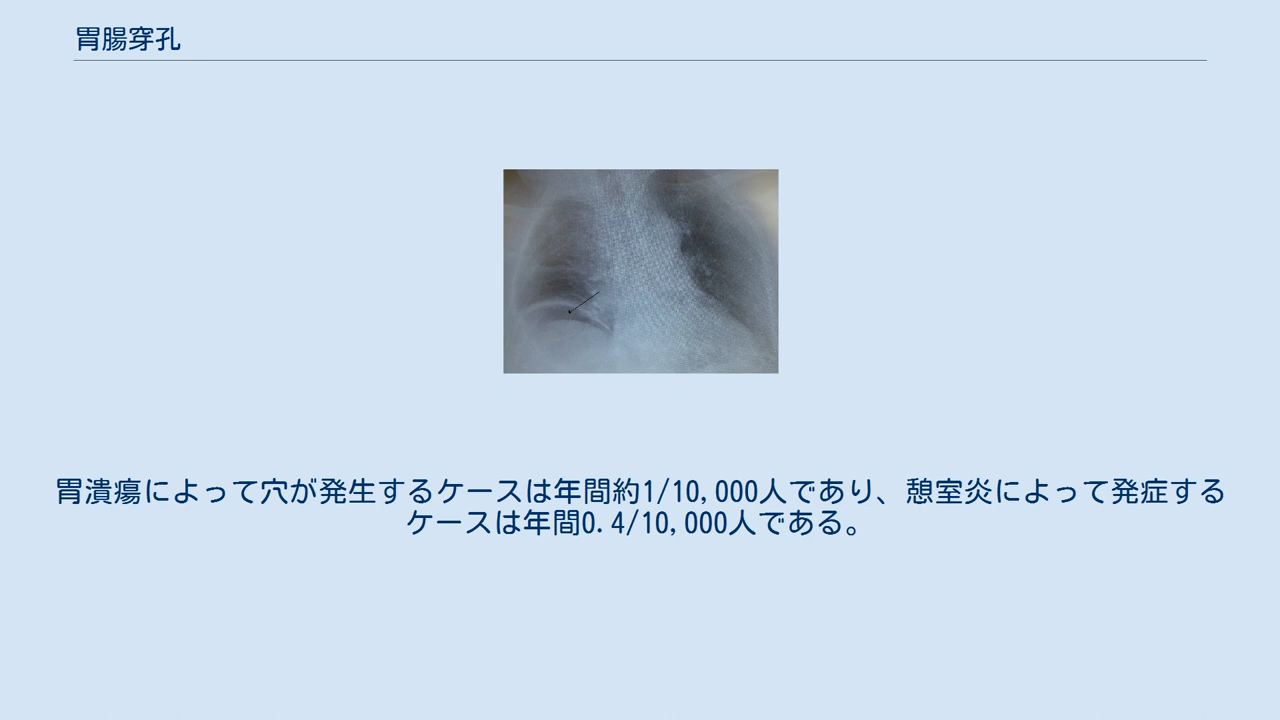 胃腸穿孔
胃潰瘍によって穴が発生するケースは年間約1/10,000人であり、憩室炎によって発症する
ケースは年間0.4/10,000人である。